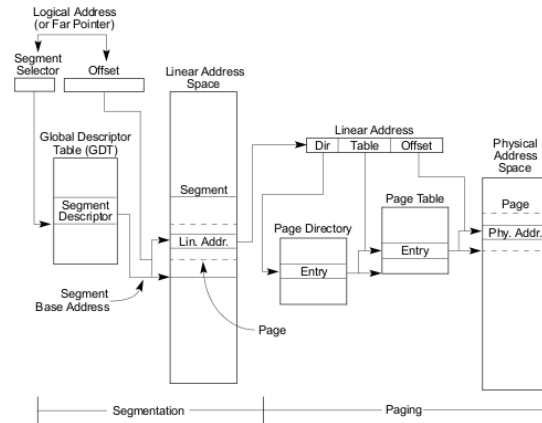 Logical Address
(or Far Pointer)
Segment
Selector
Offset
Linear Address
Space
Global Descriptor
Table (GDT)
Segment
Descriptor
Segment
Lin. Addr.
Segment
Base Address
Page
Linear Address
Dir
Table
Offset
Physical
Address
Space
Page Table
Page
Page Directory
Phy. Addr.
Entry
Entry
Segmentation
Paging